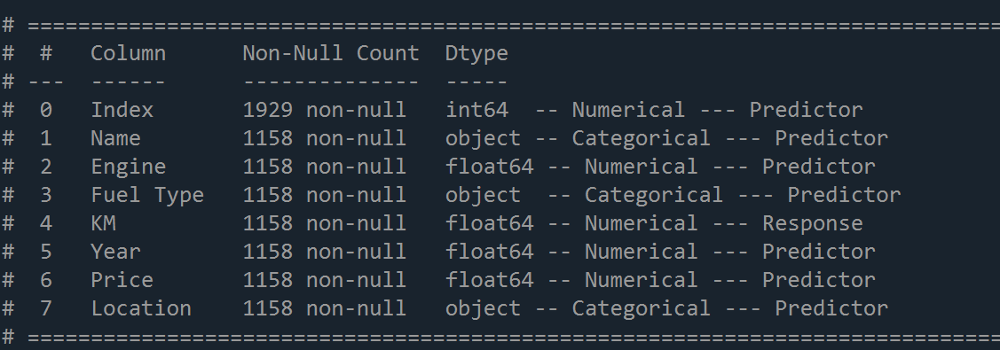 # =============================================================================
#  #   Column      Non-Null Count  Dtype
# ---  ------      --------------  -----
#  0   Index       1929 non-null   int64  -- Numerical --- Predictor
#  1   Name        1158 non-null   object -- Categorical --- Predictor
#  2   Engine      1158 non-null   float64 -- Numerical --- Predictor
#  3   Fuel Type   1158 non-null   object  -- Categorical --- Predictor
#  4   KM          1158 non-null   float64 -- Numerical --- Response
#  5   Year        1158 non-null   float64 -- Numerical --- Predictor
#  6   Price       1158 non-null   float64 -- Numerical --- Predictor
#  7   Location    1158 non-null   object -- Categorical --- Predictor
# =============================================================================